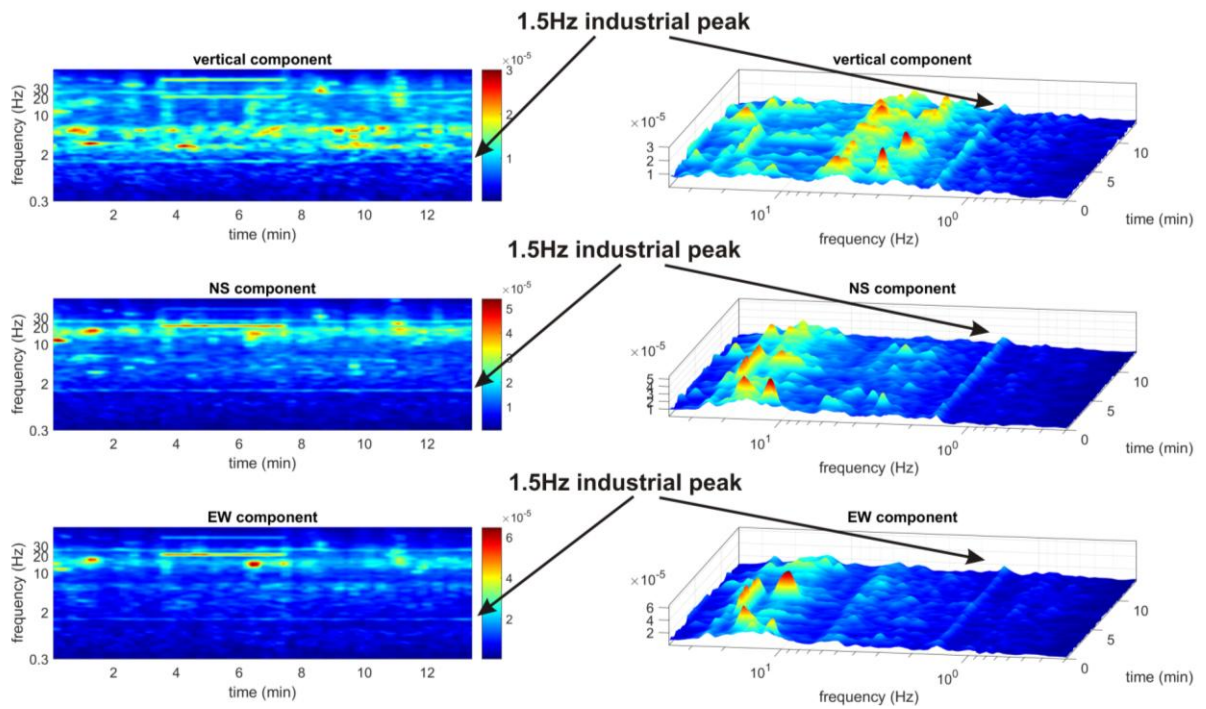 1.5Hz industrial peak
vertical component
×10⁻⁵
frequency (Hz)
30
20
10
2
0.3
2 4 6 8 10 12
time (min)
3
2
1
vertical component
×10⁻⁵
3
2
1
10¹ 10⁰
frequency (Hz)
0
5
10
time (min)
1.5Hz industrial peak
NS component
×10⁻⁵
frequency (Hz)
30
20
10
2
0.3
2 4 6 8 10 12
time (min)
5
4
3
2
1
NS component
×10⁻⁵
5
4
3
2
1
10¹ 10⁰
frequency (Hz)
0
5
10
time (min)
1.5Hz industrial peak
EW component
×10⁻⁵
frequency (Hz)
30
20
10
2
0.3
2 4 6 8 10 12
time (min)
6
4
2
EW component
×10⁻⁵
6
4
2
10¹ 10⁰
frequency (Hz)
0
5
10
time (min)